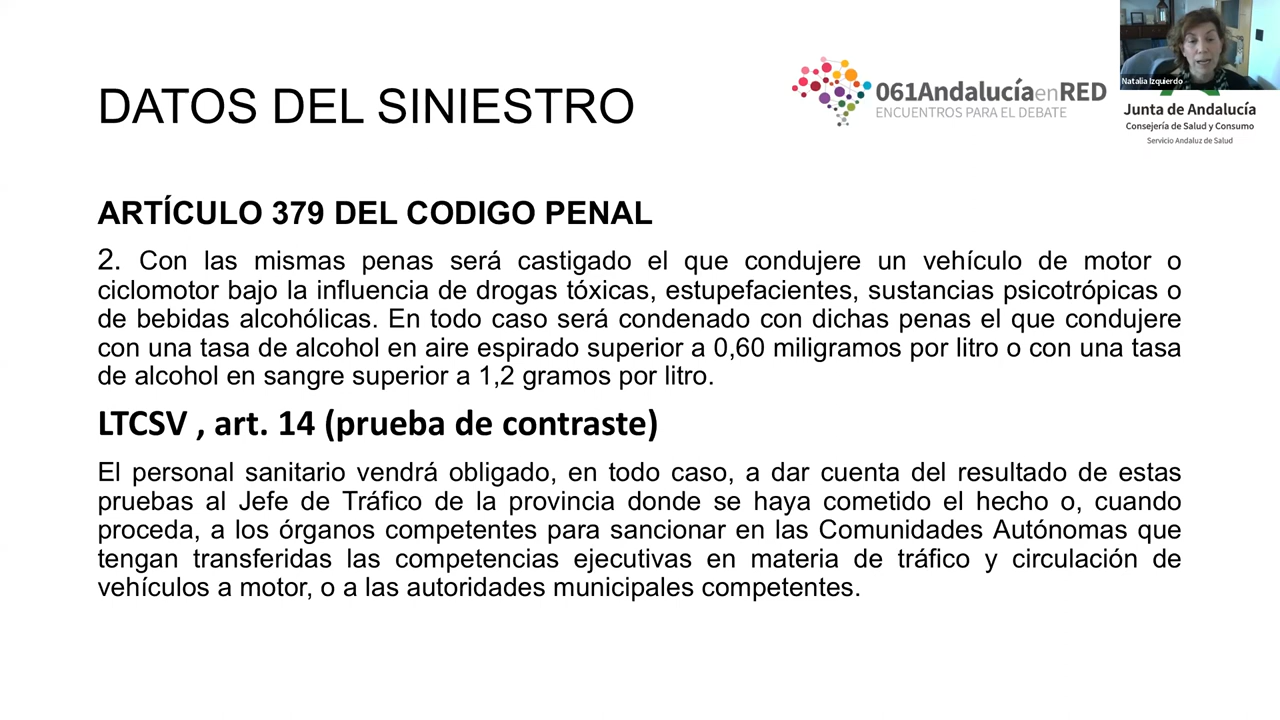 DATOS DEL SINIESTRO
061AndalucíaenRED
ENCUENTROS PARA EL DEBATE
Natalia Izquierdo
Junta de Andalucía
Consejería de Salud y Consumo
Servicio Andaluz de Salud
ARTÍCULO 379 DEL CODIGO PENAL
2. Con las mismas penas será castigado el que condujere un vehículo de motor o
ciclomotor bajo la influencia de drogas tóxicas, estupefacientes, sustancias psicotrópicas o
de bebidas alcohólicas. En todo caso será condenado con dichas penas el que condujere
con una tasa de alcohol en aire espirado superior a 0,60 miligramos por litro o con una tasa
de alcohol en sangre superior a 1,2 gramos por litro.
LTCSV , art. 14 (prueba de contraste)
El personal sanitario vendrá obligado, en todo caso, a dar cuenta del resultado de estas
pruebas al Jefe de Tráfico de la provincia donde se haya cometido el hecho o, cuando
proceda, a los órganos competentes para sancionar en las Comunidades Autónomas que
tengan transferidas las competencias ejecutivas en materia de tráfico y circulación de
vehículos a motor, o a las autoridades municipales competentes.